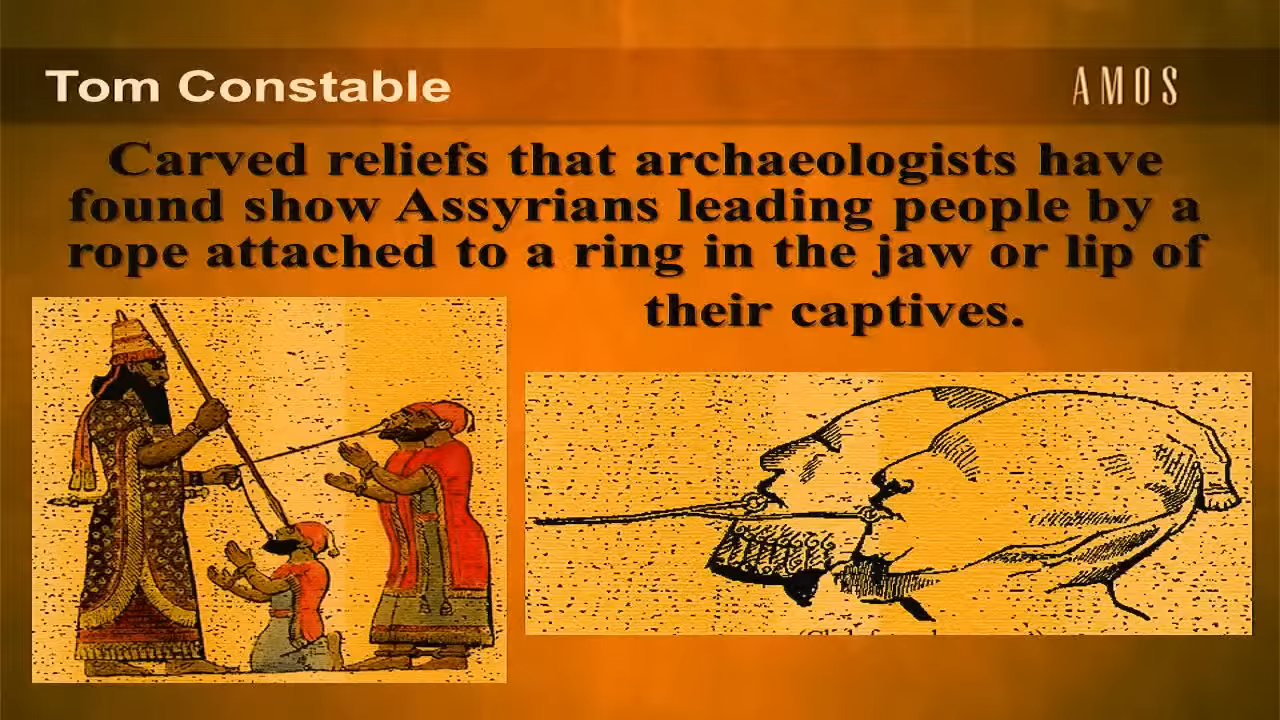 Tom Constable
AMOS
Carved reliefs that archaeologists have
found show Assyrians leading people by a
rope attached to a ring in the jaw or lip of
their captives.